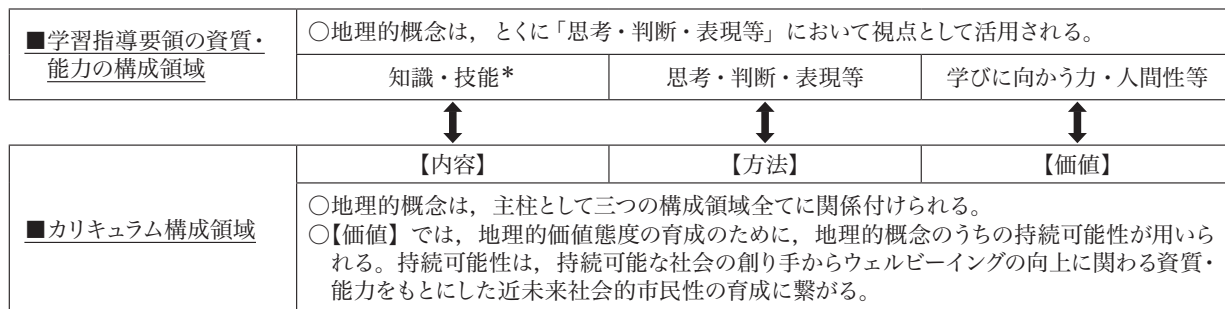 ■学習指導要領の資質・
能力の構成領域
○地理的概念は，とくに「思考・判断・表現等」において視点として活用される。
知識・技能*
思考・判断・表現等
学びに向かう力・人間性等
【内容】
【方法】
【価値】
■カリキュラム構成領域
○地理的概念は，主柱として三つの構成領域全てに関係付けられる。
○【価値】では，地理的価値態度の育成のために，地理的概念のうちの持続可能性が用いら
れる。持続可能性は，持続可能な社会の創り手からウェルビーイングの向上に関わる資質・
能力をもとにした近未来社会的市民性の育成に繋がる。